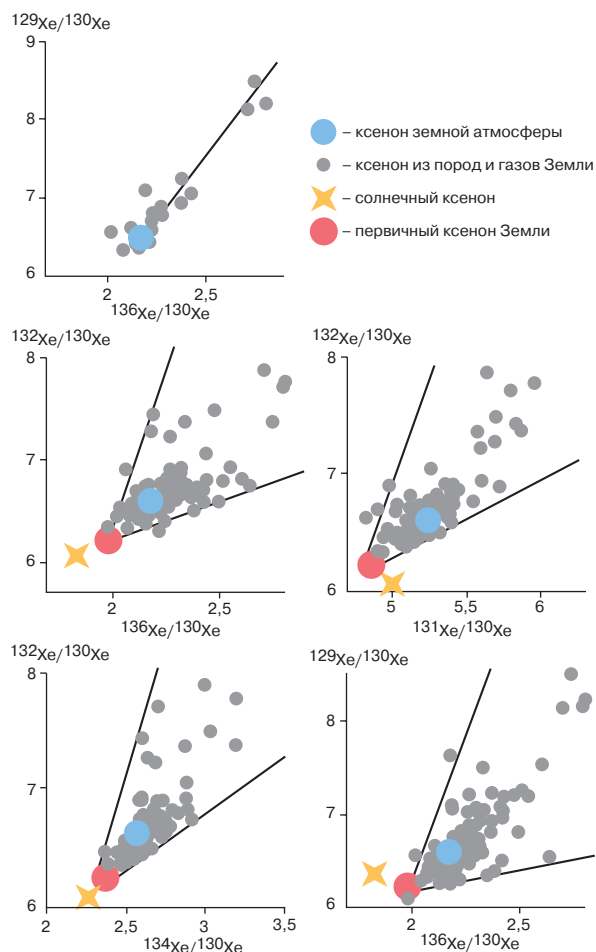 ¹²⁹Xe/¹³⁰Xe
9
8
7
6
2
2,5
¹³⁶Xe/¹³⁰Xe
– ксенон земной атмосферы
– ксенон из пород и газов Земли
– солнечный ксенон
– первичный ксенон Земли
¹³²Xe/¹³⁰Xe
8
7
6
2
2,5
¹³⁶Xe/¹³⁰Xe
¹³²Xe/¹³⁰Xe
8
7
6
5
5,5
6
¹³¹Xe/¹³⁰Xe
¹³²Xe/¹³⁰Xe
8
7
6
2
2,5
3
3,5
¹³⁴Xe/¹³⁰Xe
¹²⁹Xe/¹³⁰Xe
8
7
6
2
2,5
¹³⁶Xe/¹³⁰Xe